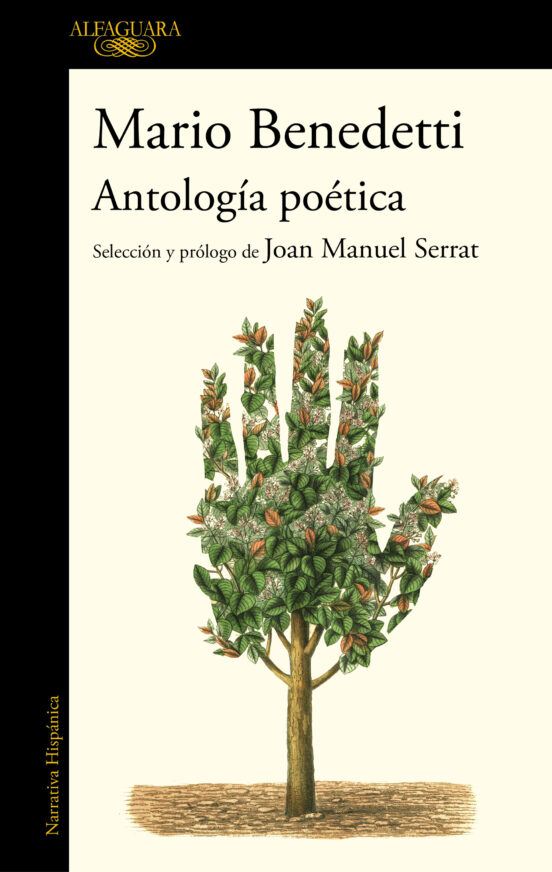 ALFAGUARA
Mario Benedetti
Antología poética
Selección y prólogo de Joan Manuel Serrat
Narrativa Hispánica